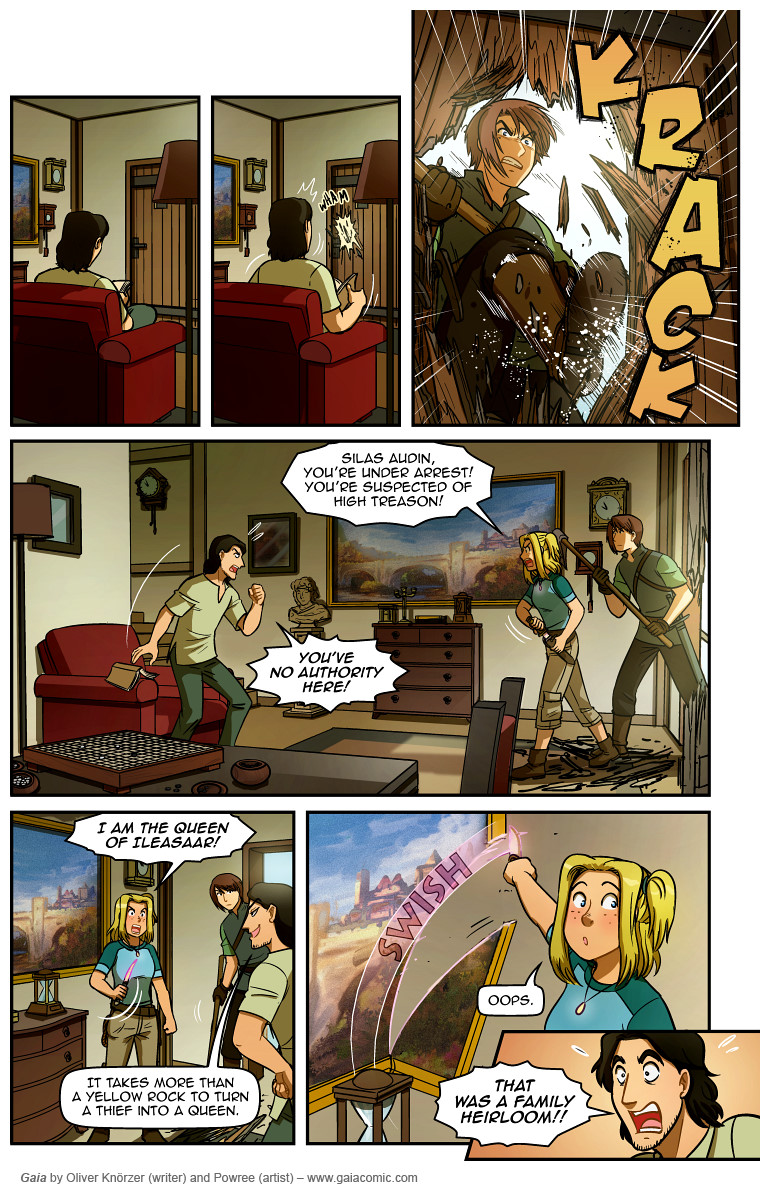 WHAM
KRACK
SILAS AUDIN,
YOU'RE UNDER ARREST!
YOU'RE SUSPECTED OF
HIGH TREASON!
YOU'VE
NO AUTHORITY
HERE!
I AM THE QUEEN
OF ILEASAAR!
IT TAKES MORE THAN
A YELLOW ROCK TO TURN
A THIEF INTO A QUEEN.
SWISH
OOPS.
THAT
WAS A FAMILY
HEIRLOOM!!
Gaia by Oliver Knörzer (writer) and Powree (artist) – www.gaiacomic.com